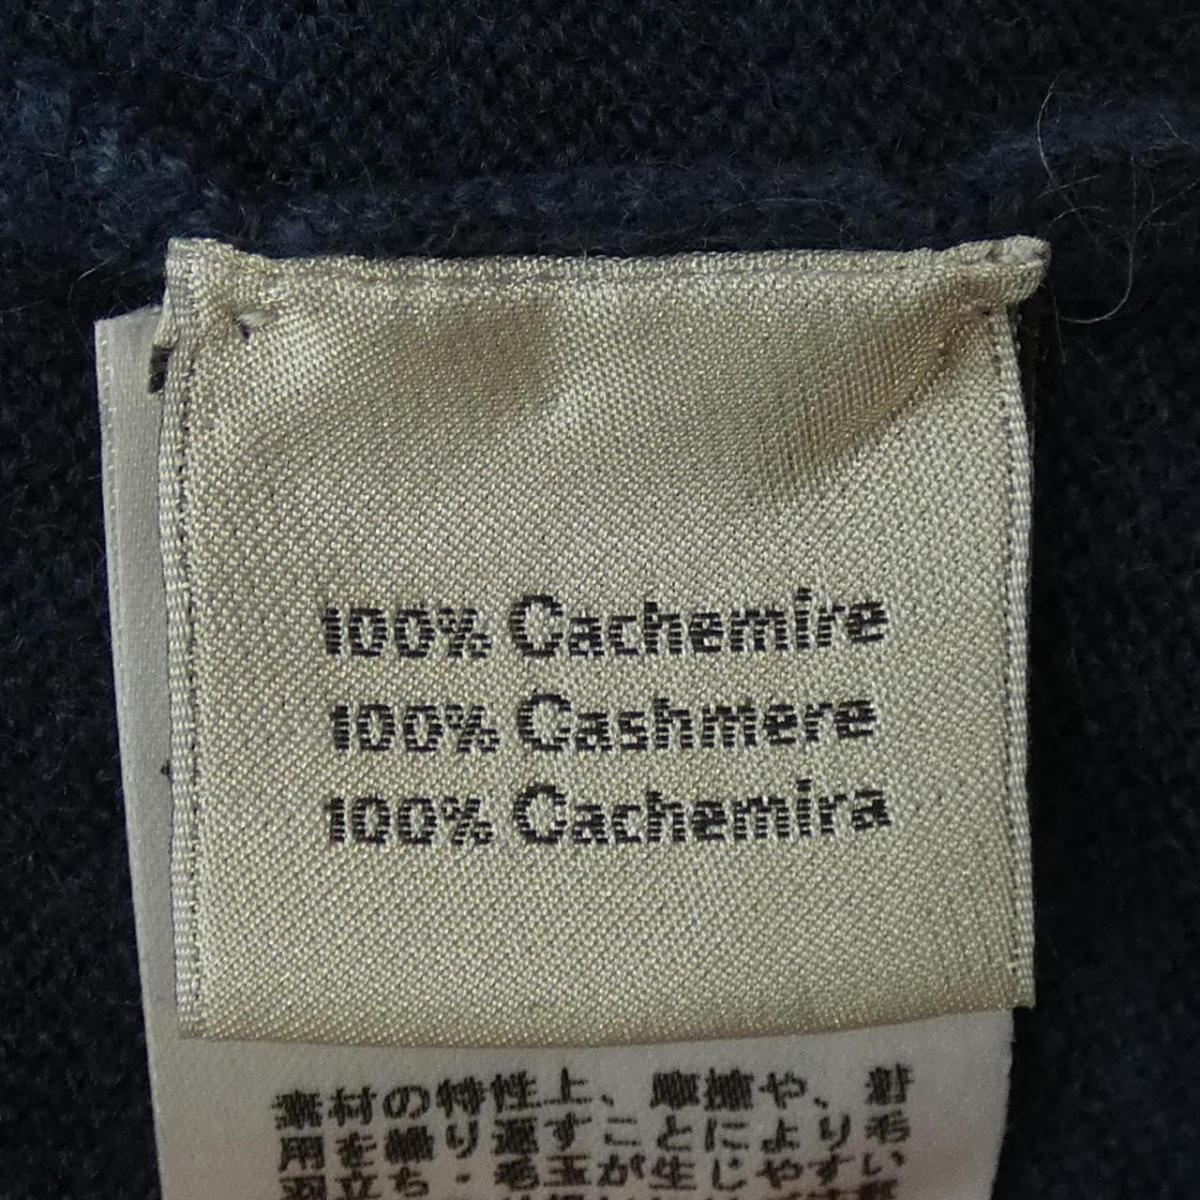 100% Cachemire
100% Cashmere
100% Cachemira
素材の特性上、摩擦や、着
用を繰り返すことにより毛
羽立ち・毛玉が生じやすい